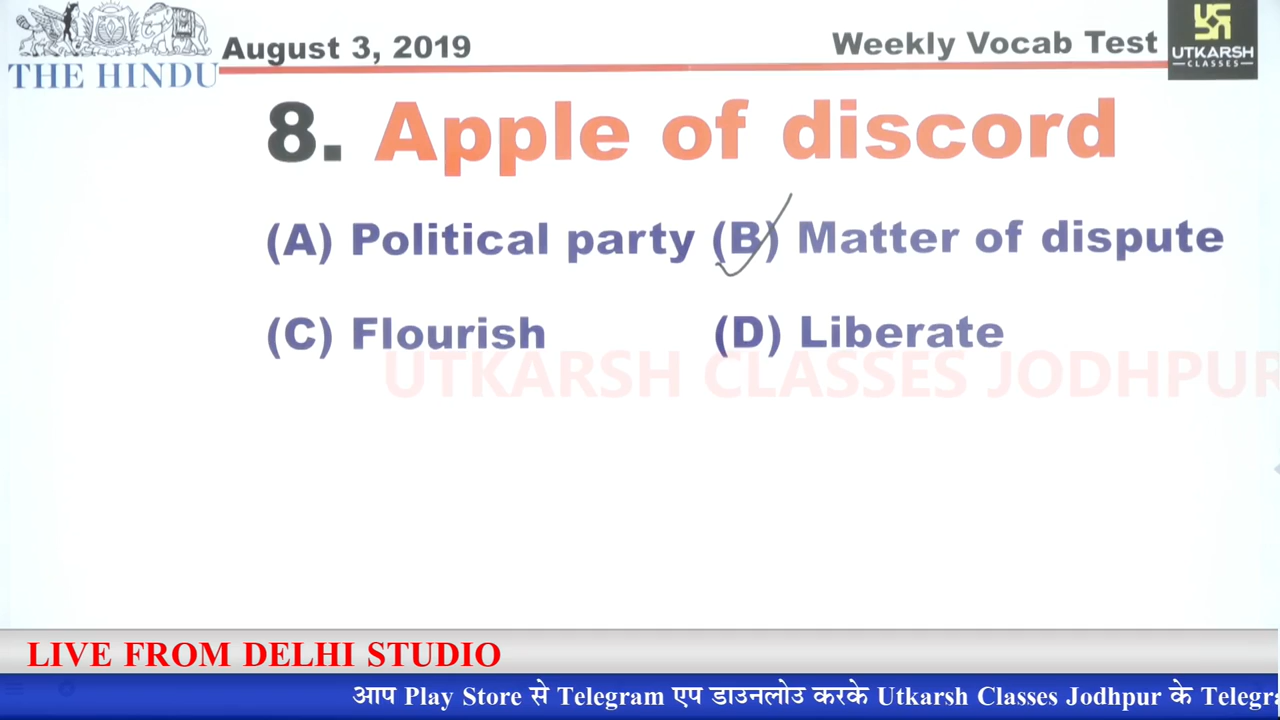 THE HINDU
August 3, 2019
Weekly Vocab Test
UTKARSH
CLASSES
8. Apple of discord
(A) Political party (B) Matter of dispute
(C) Flourish (D) Liberate
UTKARSH CLASSES JODHPUR
LIVE FROM DELHI STUDIO
आप Play Store से Telegram एप डाउनलोउ करके Utkarsh Classes Jodhpur के Telegra